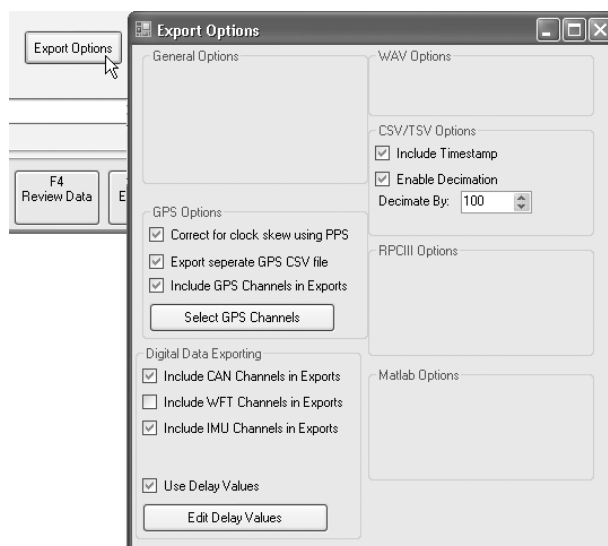 Export Options
F4
Review Data
E
Export Options
General Options
GPS Options
Correct for clock skew using PPS
Export seperate GPS CSV file
Include GPS Channels in Exports
Select GPS Channels
Digital Data Exporting
Include CAN Channels in Exports
Include WFT Channels in Exports
Include IMU Channels in Exports
Use Delay Values
Edit Delay Values
WAV Options
CSV/TSV Options
Include Timestamp
Enable Decimation
Decimate By: 100
RPCIII Options
Matlab Options